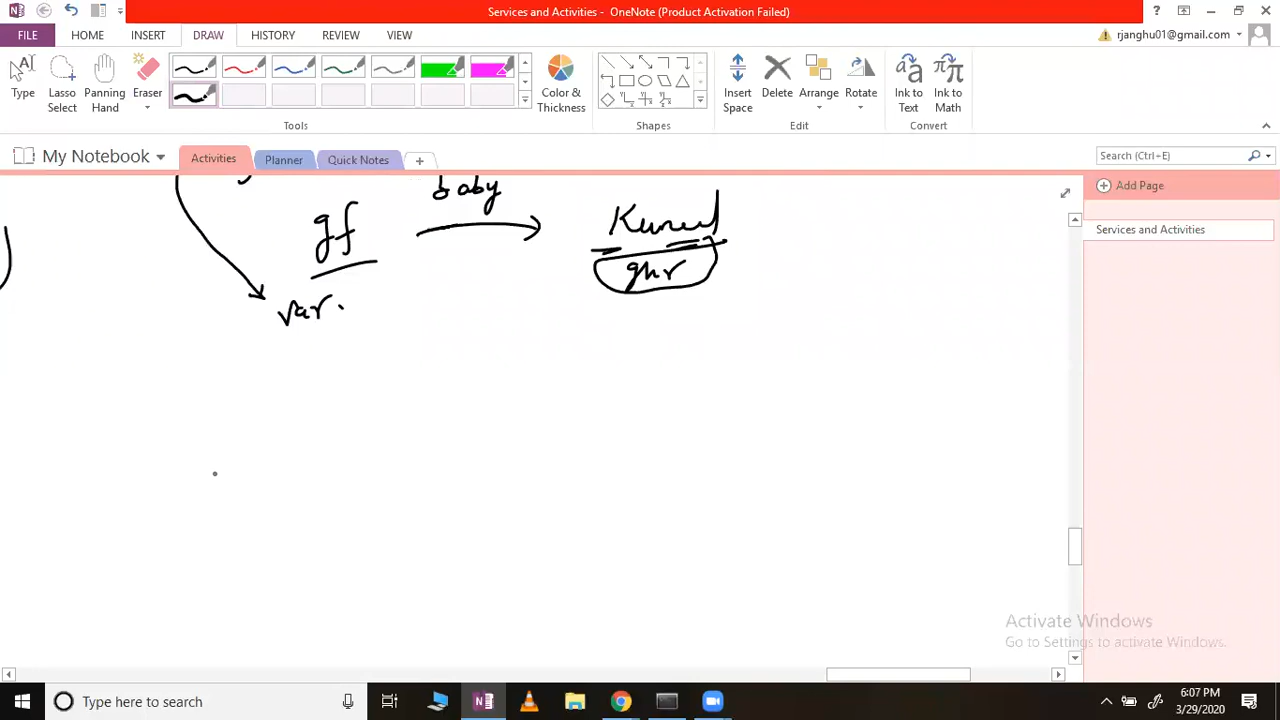 Services and Activities - OneNote (Product Activation Failed)
?
FILE HOME INSERT DRAW HISTORY REVIEW VIEW
rjanghu01@gmail.com
Type
Lasso Select
Panning Hand
Eraser
Color & Thickness
Insert Space
Delete
Arrange
Rotate
Ink to Text
Ink to Math
Tools Shapes Edit Convert
My Notebook Activities Planner Quick Notes +
Search (Ctrl+E)
Add Page
Services and Activities
baby
gf
ghr
var.
Activate Windows
Go to Settings to activate Windows.
Type here to search
6:07 PM
3/29/2020